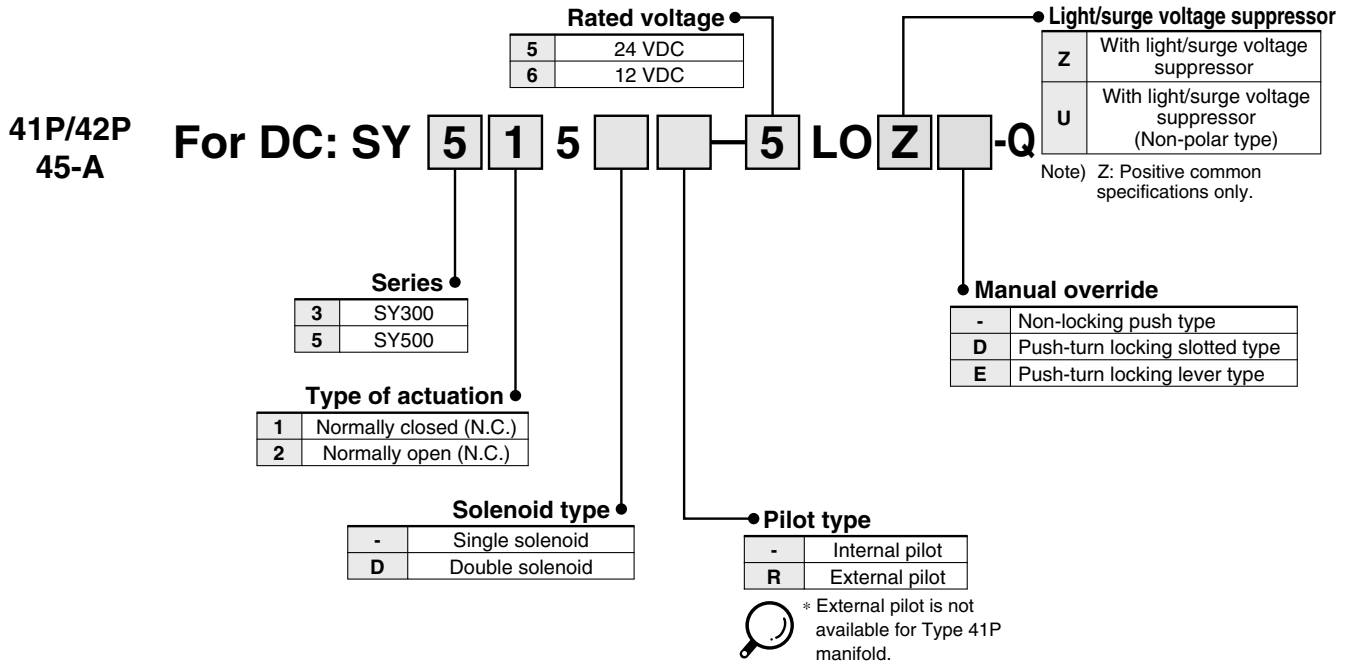 Rated voltage
5 24 VDC
6 12 VDC
Light/surge voltage suppressor
Z With light/surge voltage
suppressor
U With light/surge voltage
suppressor
(Non-polar type)
Note) Z: Positive common
specifications only.
41P/42P
45-A
For DC: SY 5 1 5 - 5 LO Z -Q
Series
3 SY300
5 SY500
Type of actuation
1 Normally closed (N.C.)
2 Normally open (N.C.)
Solenoid type
- Single solenoid
D Double solenoid
Pilot type
- Internal pilot
R External pilot
* External pilot is not
available for Type 41P
manifold.
Manual override
- Non-locking push type
D Push-turn locking slotted type
E Push-turn locking lever type